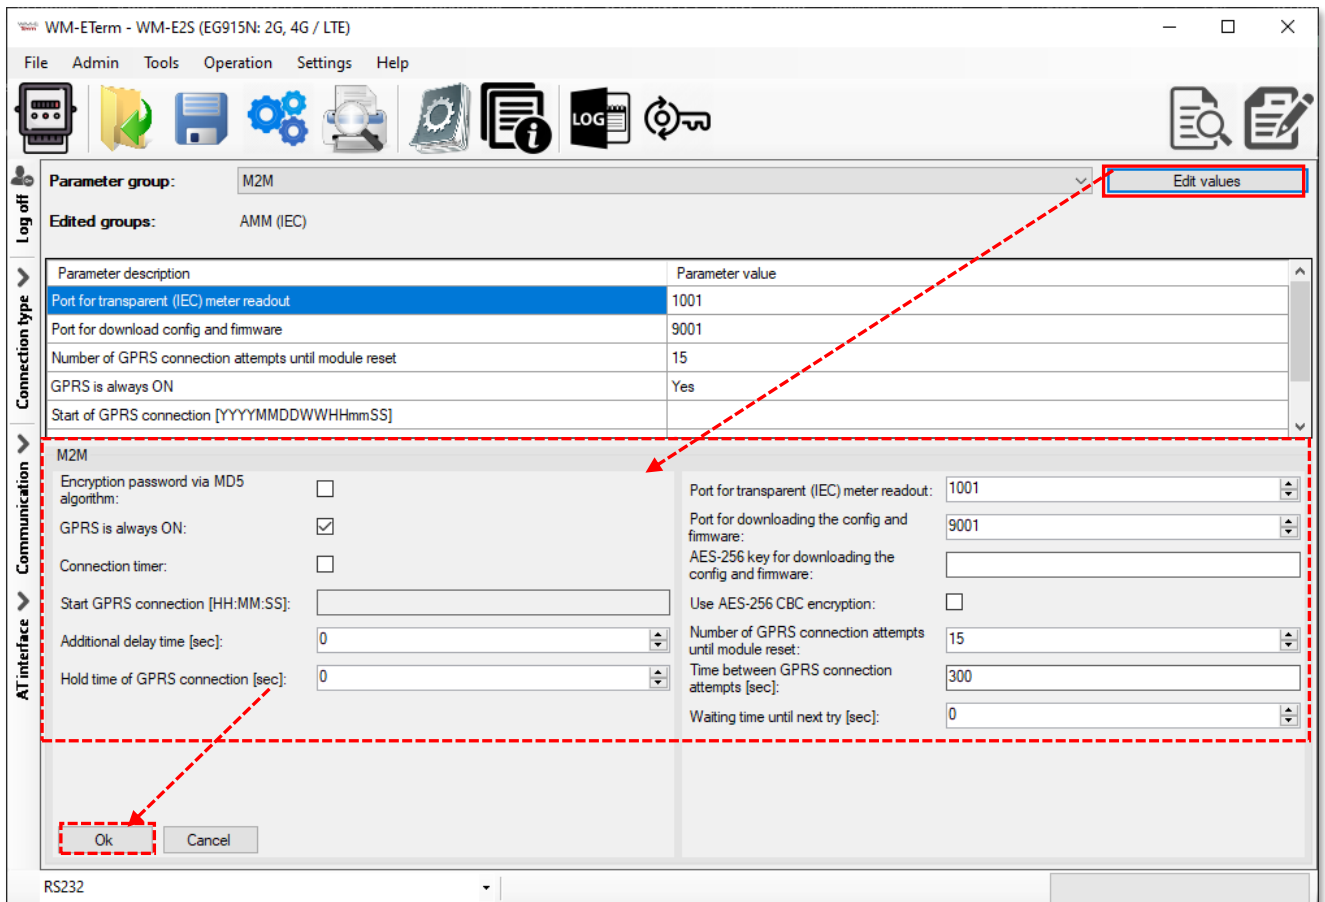 WM-ETerm - WM-E2S (EG915N: 2G, 4G / LTE)
File Admin Tools Operation Settings Help
LOG
Log off
Connection type
Communication
AT interface
Parameter group: M2M Edit values
Edited groups: AMM (IEC)
Parameter description Parameter value
Port for transparent (IEC) meter readout 1001
Port for download config and firmware 9001
Number of GPRS connection attempts until module reset 15
GPRS is always ON Yes
Start of GPRS connection [YYYYMMDDWWHHmmSS]
M2M
Encryption password via MD5
algorithm:
GPRS is always ON:
Connection timer:
Start GPRS connection [HH:MM:SS]:
Additional delay time [sec]: 0
Hold time of GPRS connection [sec]: 0
Port for transparent (IEC) meter readout: 1001
Port for downloading the config and
firmware: 9001
AES-256 key for downloading the
config and firmware:
Use AES-256 CBC encryption:
Number of GPRS connection attempts
until module reset: 15
Time between GPRS connection
attempts [sec]: 300
Waiting time until next try [sec]: 0
Ok Cancel
RS232